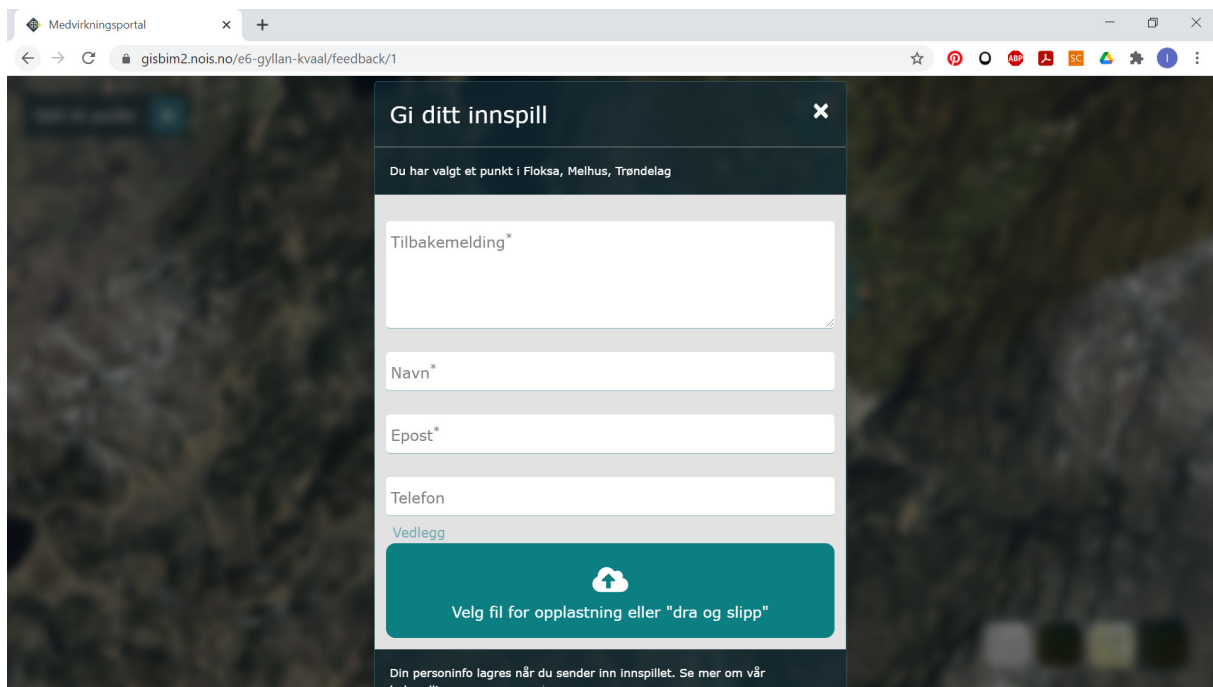 Medvirkningsportal
gisbim2.nois.no/e6-gyllan-kvaal/feedback/1
ABP
SC
I
Gi ditt innspill
Du har valgt et punkt i Floksa, Melhus, Trøndelag
Tilbakemelding*
Navn*
Epost*
Telefon
Vedlegg
Velg fil for opplastning eller "dra og slipp"
Din personinfo lagres når du sender inn innspillet. Se mer om vår